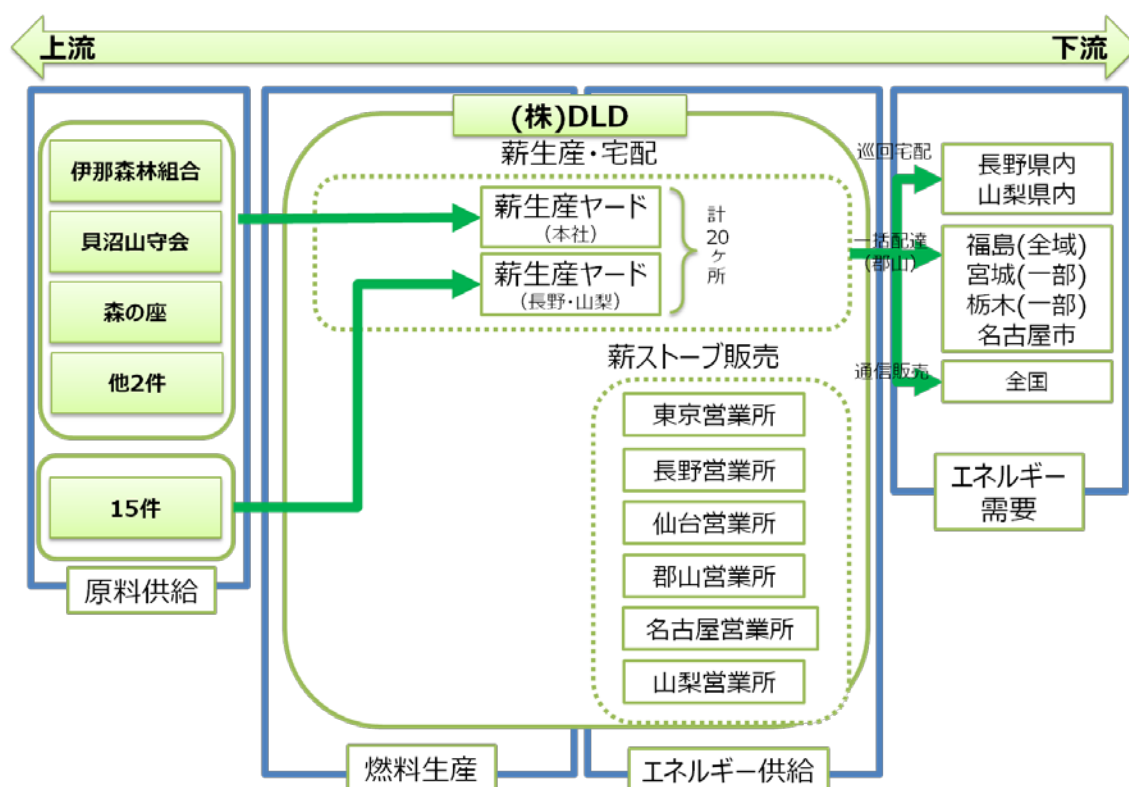 上流
下流
(株)DLD
薪生産・宅配
伊那森林組合
貝沼山守会
森の座
他2件
15件
原料供給
薪生産ヤード
(本社)
薪生産ヤード
(長野・山梨)
計20ヶ所
薪ストーブ販売
東京営業所
長野営業所
仙台営業所
郡山営業所
名古屋営業所
山梨営業所
燃料生産
エネルギー供給
巡回宅配
一括配達
(郡山)
通信販売
長野県内
山梨県内
福島(全域)
宮城(一部)
栃木(一部)
名古屋市
全国
エネルギー
需要